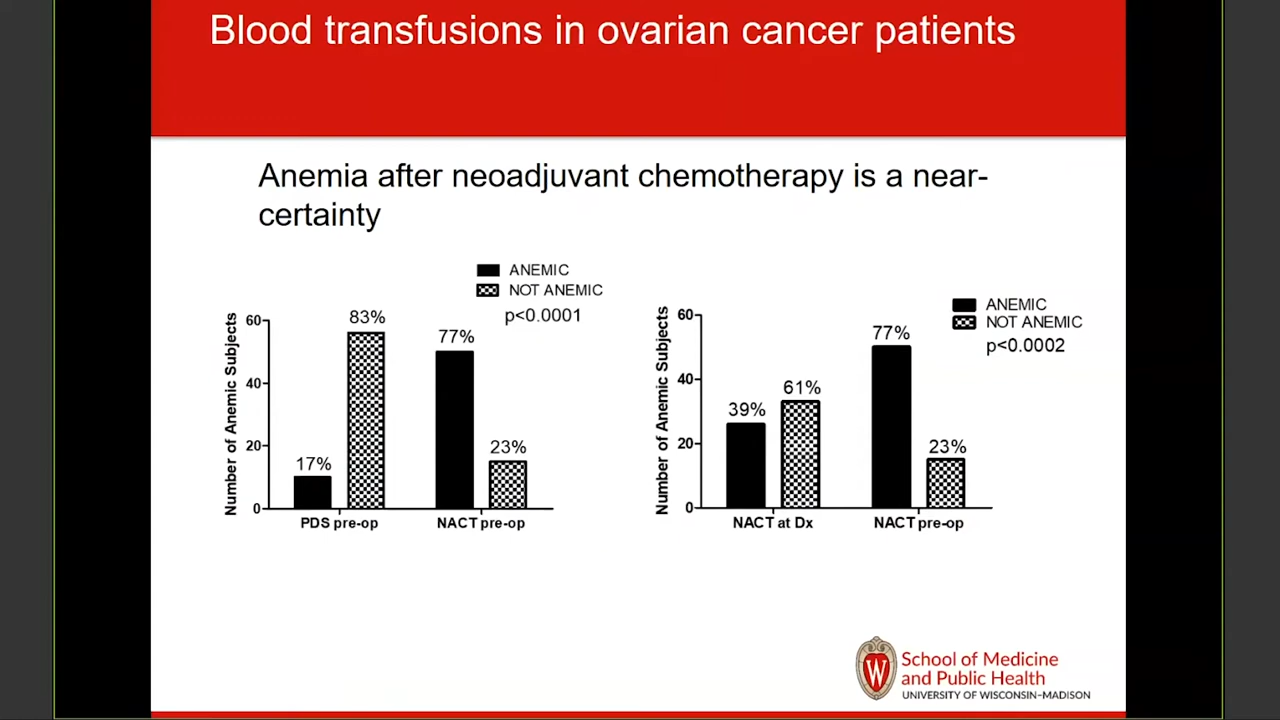 Blood transfusions in ovarian cancer patients
Anemia after neoadjuvant chemotherapy is a near-
certainty
ANEMIC
NOT ANEMIC
p<0.0001
Number of Anemic Subjects
60
40
20
0
17%
83%
77%
23%
PDS pre-op
NACT pre-op
ANEMIC
NOT ANEMIC
p<0.0002
Number of Anemic Subjects
60
40
20
0
39%
61%
77%
23%
NACT at Dx
NACT pre-op
W
School of Medicine
and Public Health
UNIVERSITY OF WISCONSIN–MADISON